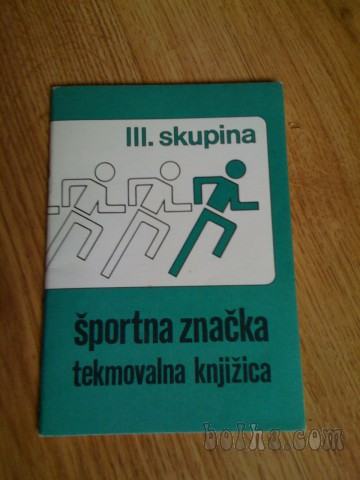 III. skupina
športna značka
tekmovalna knjižica
bolha.com